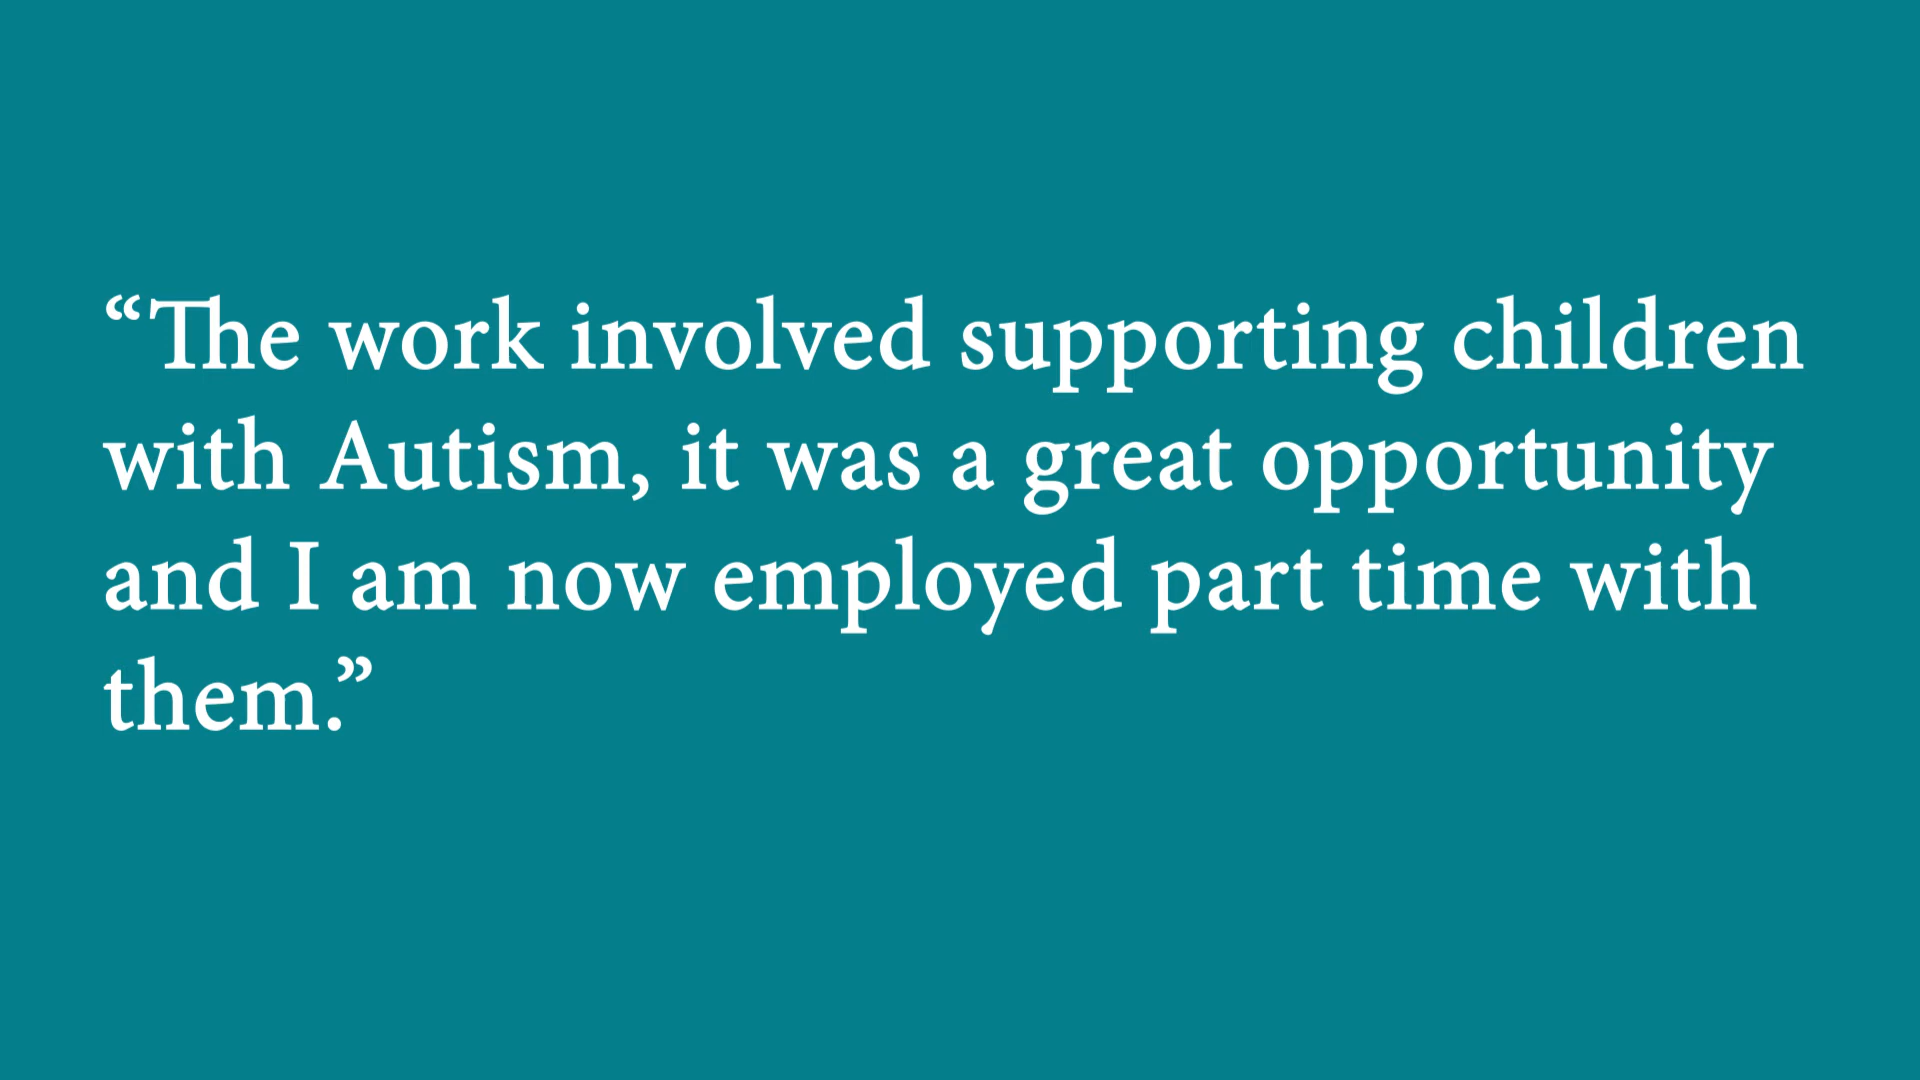 “The work involved supporting children
with Autism, it was a great opportunity
and I am now employed part time with
them.”